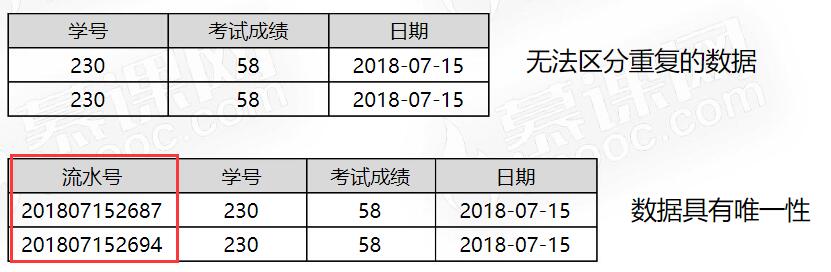 学号 考试成绩 日期
230 58 2018-07-15
无法区分重复的数据
230 58 2018-07-15
流水号 学号 考试成绩 日期
201807152687 230 58 2018-07-15
数据具有唯一性
201807152694 230 58 2018-07-15